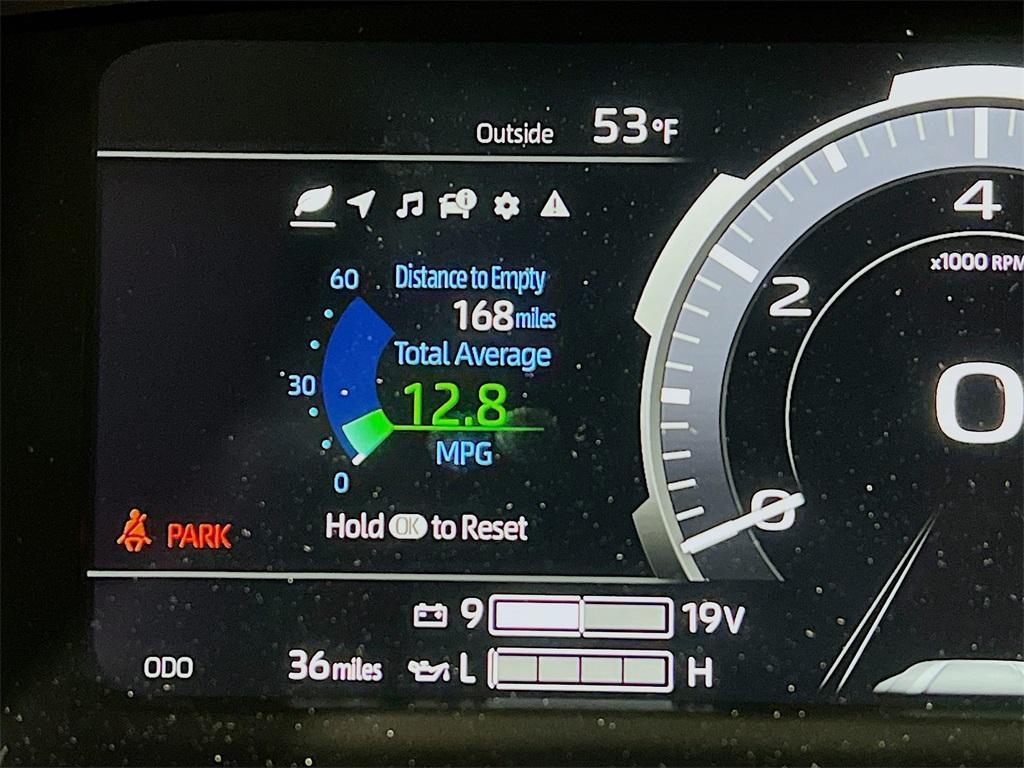 Outside 53°F
60 Distance to Empty
168 miles
Total Average
30 12.8
MPG
0
Hold OK to Reset
PARK
9 19V
ODO 36 miles L H
4
x1000 RPM
2
0
0